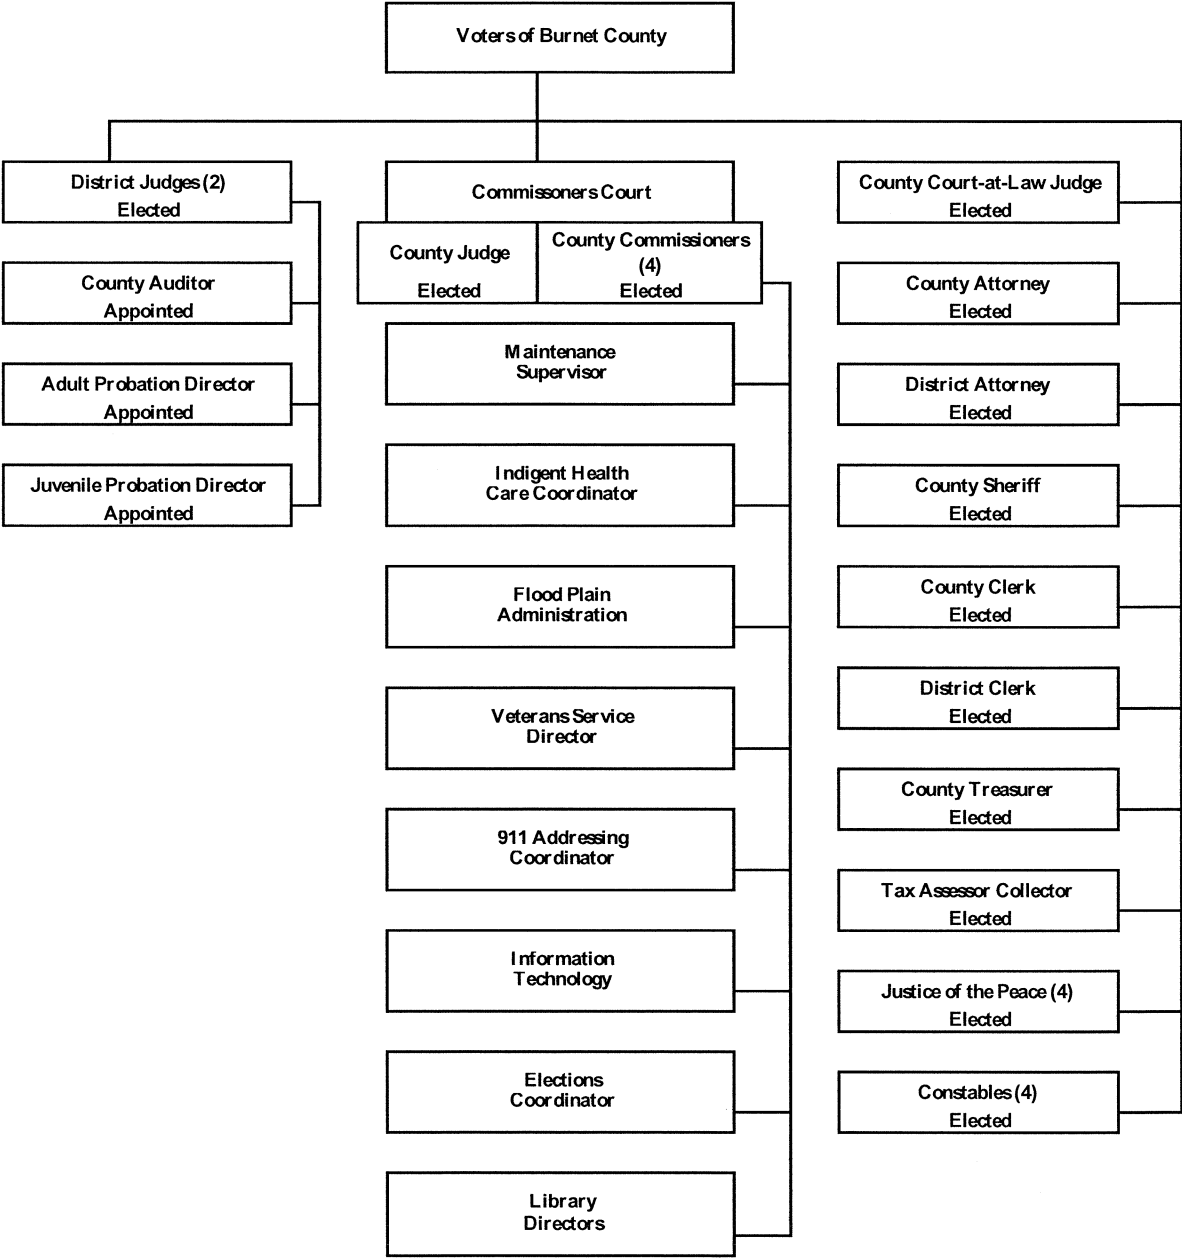 Voters of Burnet County
District Judges (2)
Elected
County Auditor
Appointed
Adult Probation Director
Appointed
Juvenile Probation Director
Appointed
Commissoners Court
County Judge
Elected
County Commissioners
(4)
Elected
Maintenance
Supervisor
Indigent Health
Care Coordinator
Flood Plain
Administration
Veterans Service
Director
911 Addressing
Coordinator
Information
Technology
Elections
Coordinator
Library
Directors
County Court-at-Law Judge
Elected
County Attorney
Elected
District Attorney
Elected
County Sheriff
Elected
County Clerk
Elected
District Clerk
Elected
County Treasurer
Elected
Tax Assessor Collector
Elected
Justice of the Peace (4)
Elected
Constables (4)
Elected